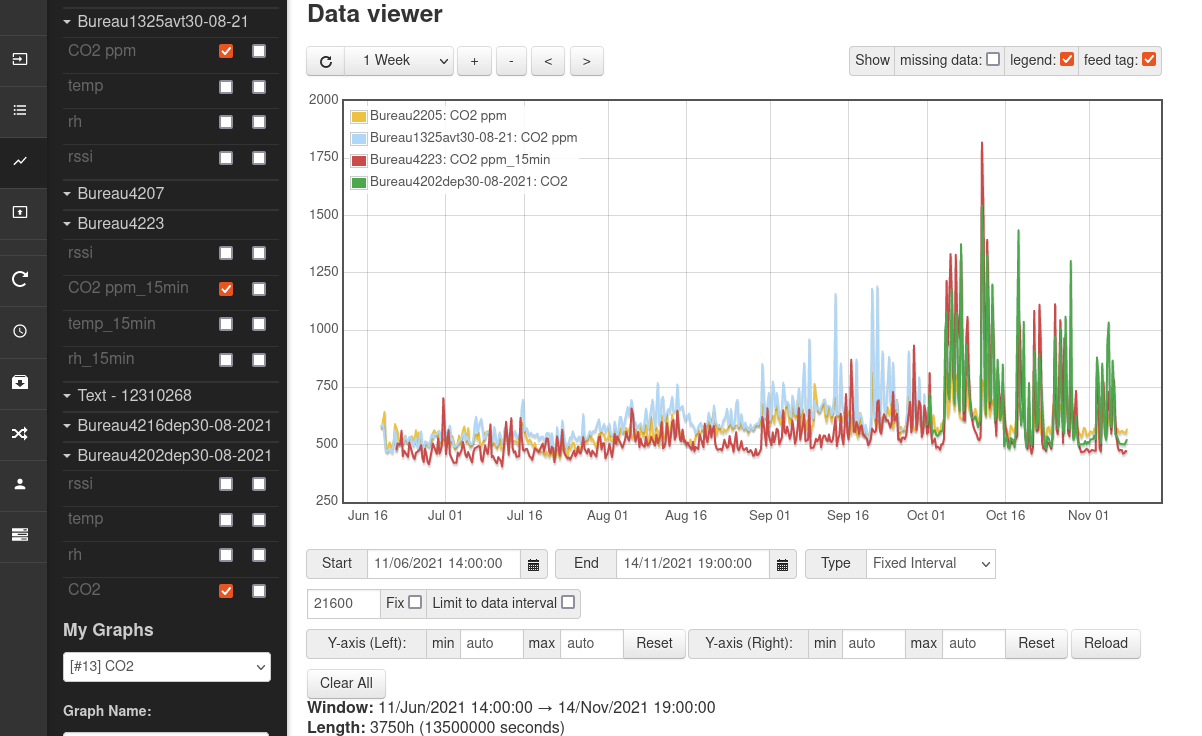 Bureau1325avt30-08-21
CO2 ppm
temp
rh
rssi
Bureau4207
Bureau4223
rssi
CO2 ppm_15min
temp_15min
rh_15min
Text - 12310268
Bureau4216dep30-08-2021
Bureau4202dep30-08-2021
rssi
temp
rh
CO2
My Graphs
[#13] CO2
Graph Name:
Data viewer
1 Week + - < > Show missing data: legend: feed tag:
2000
1750
1500
1250
1000
750
500
250
Bureau2205: CO2 ppm
Bureau1325avt30-08-21: CO2 ppm
Bureau4223: CO2 ppm_15min
Bureau4202dep30-08-2021: CO2
Jun 16 Jul 01 Jul 16 Aug 01 Aug 16 Sep 01 Sep 16 Oct 01 Oct 16 Nov 01
Start 11/06/2021 14:00:00 End 14/11/2021 19:00:00 Type Fixed Interval
21600 Fix Limit to data interval
Y-axis (Left): min auto max auto Reset Y-axis (Right): min auto max auto Reset Reload
Clear All
Window: 11/Jun/2021 14:00:00 → 14/Nov/2021 19:00:00
Length: 3750h (13500000 seconds)